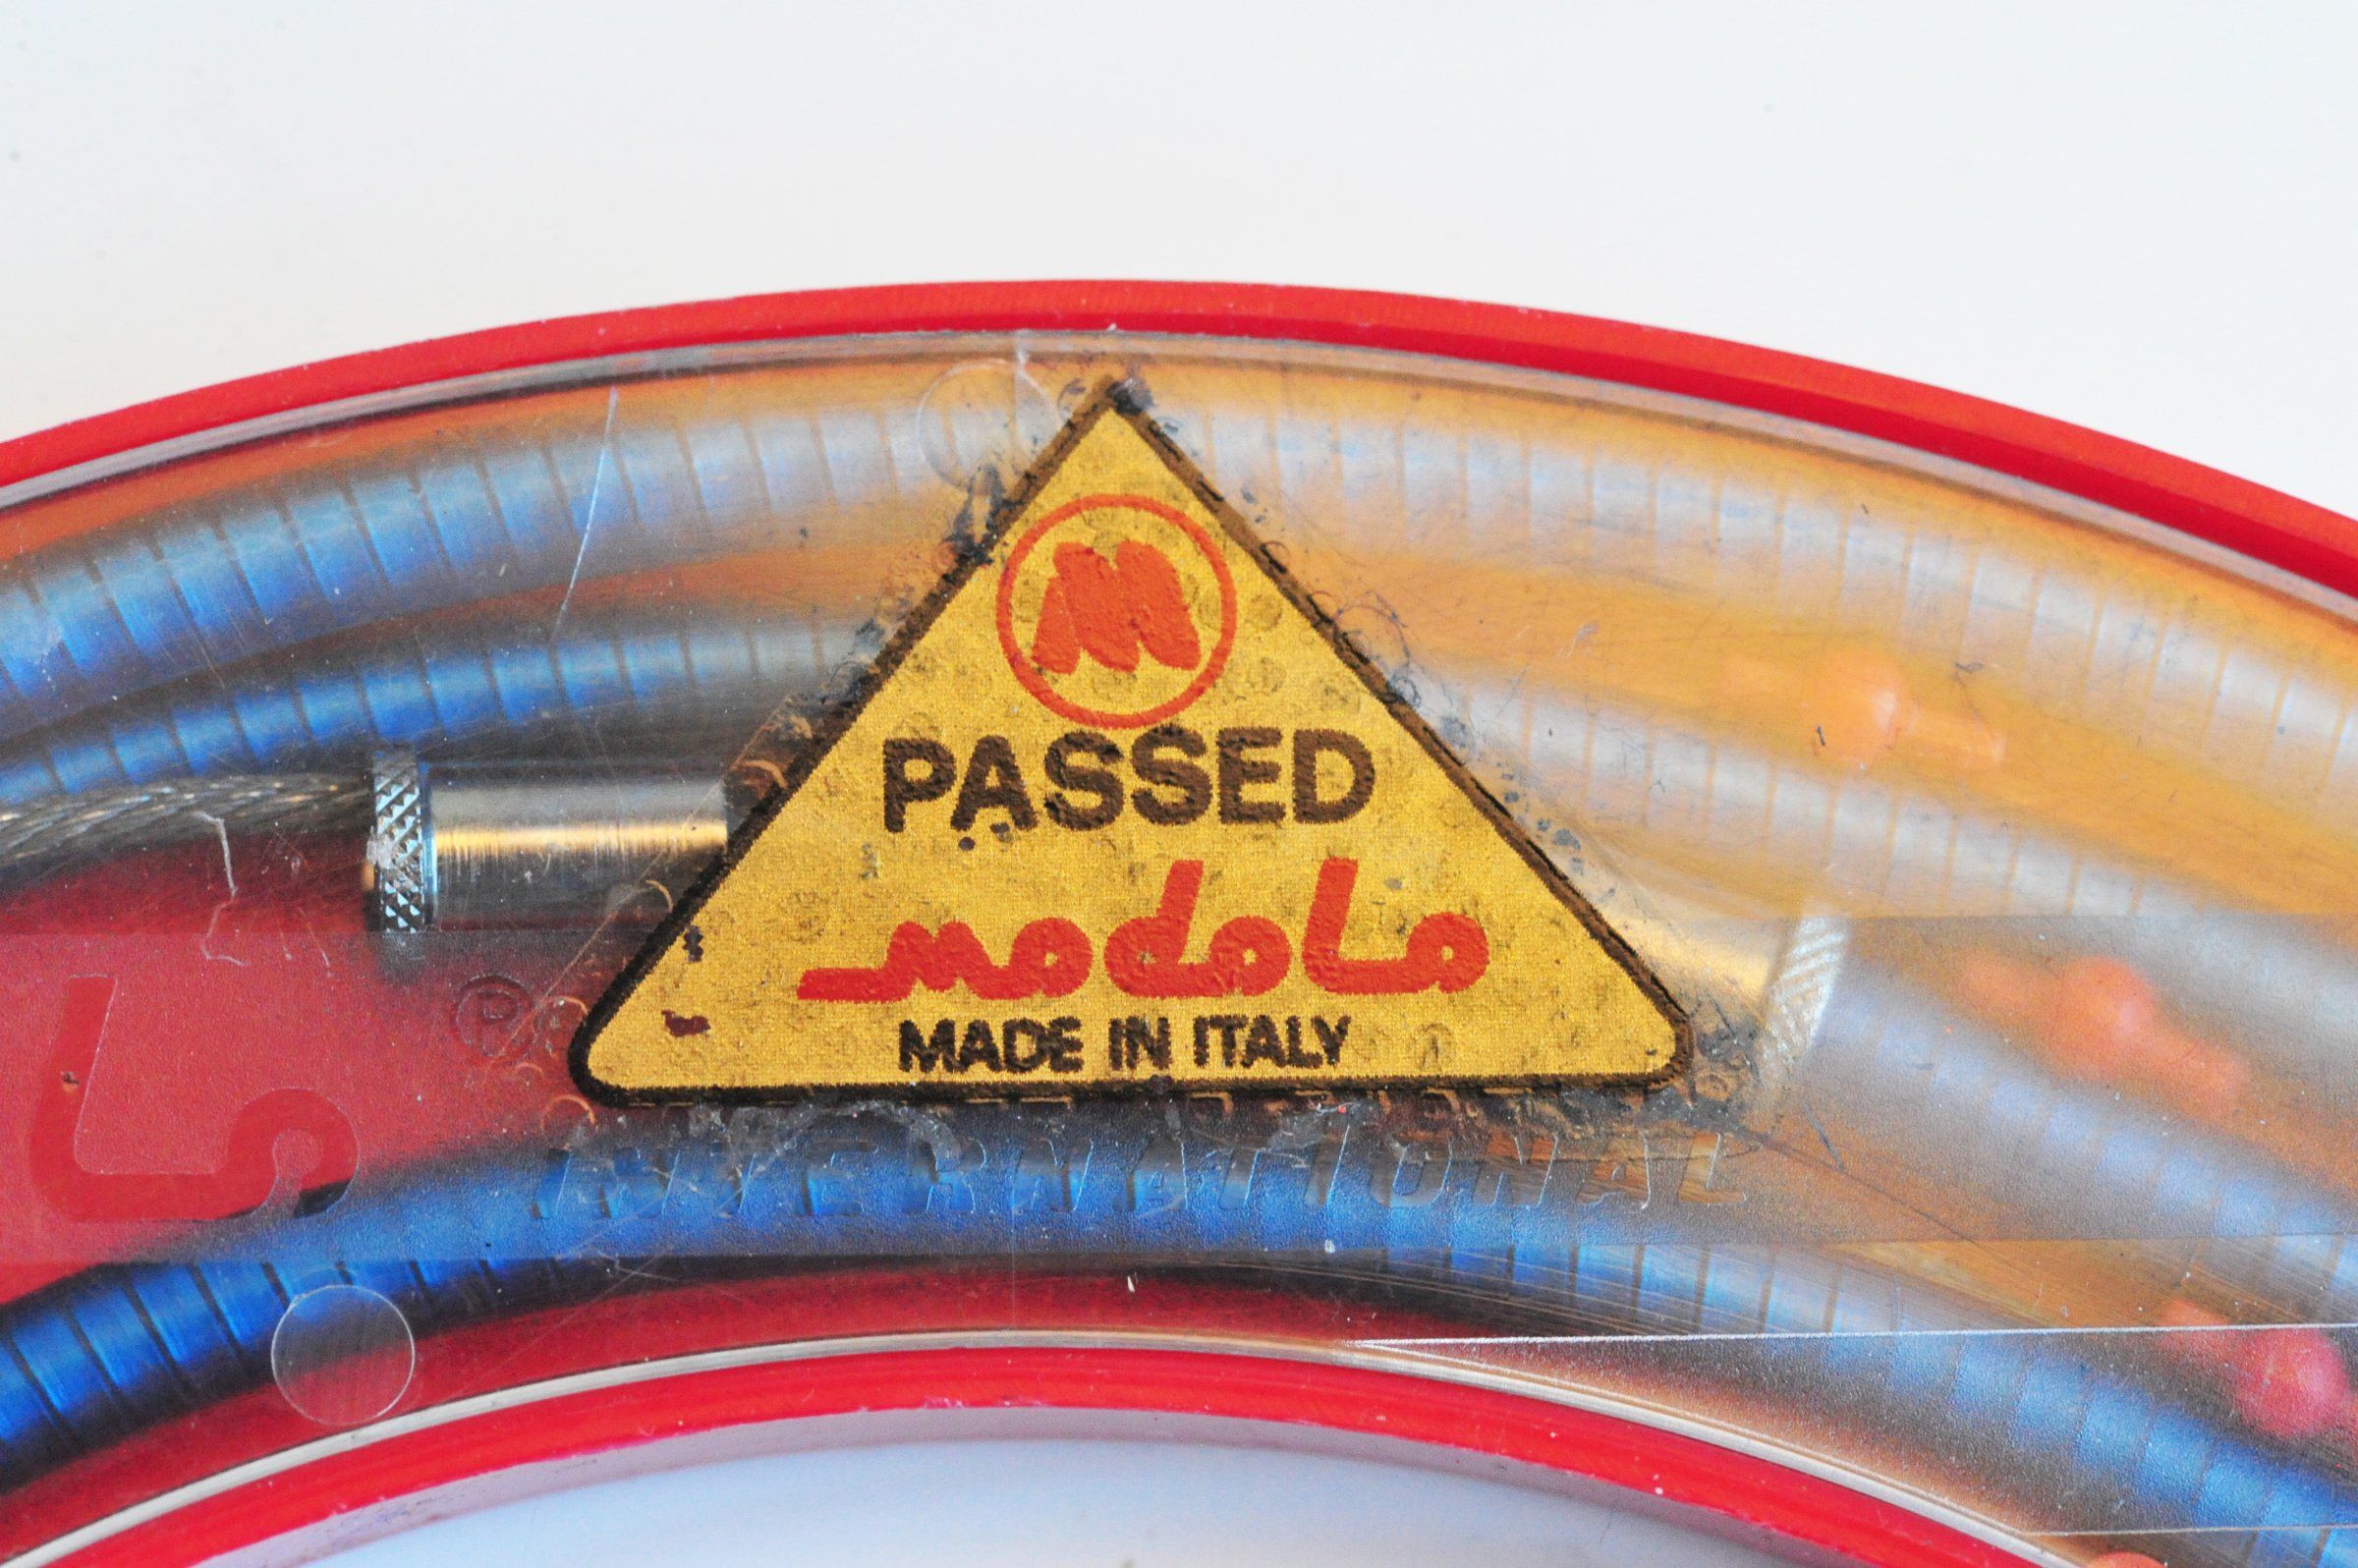 M
PASSED
modolo
MADE IN ITALY
®
INTERNATIONAL